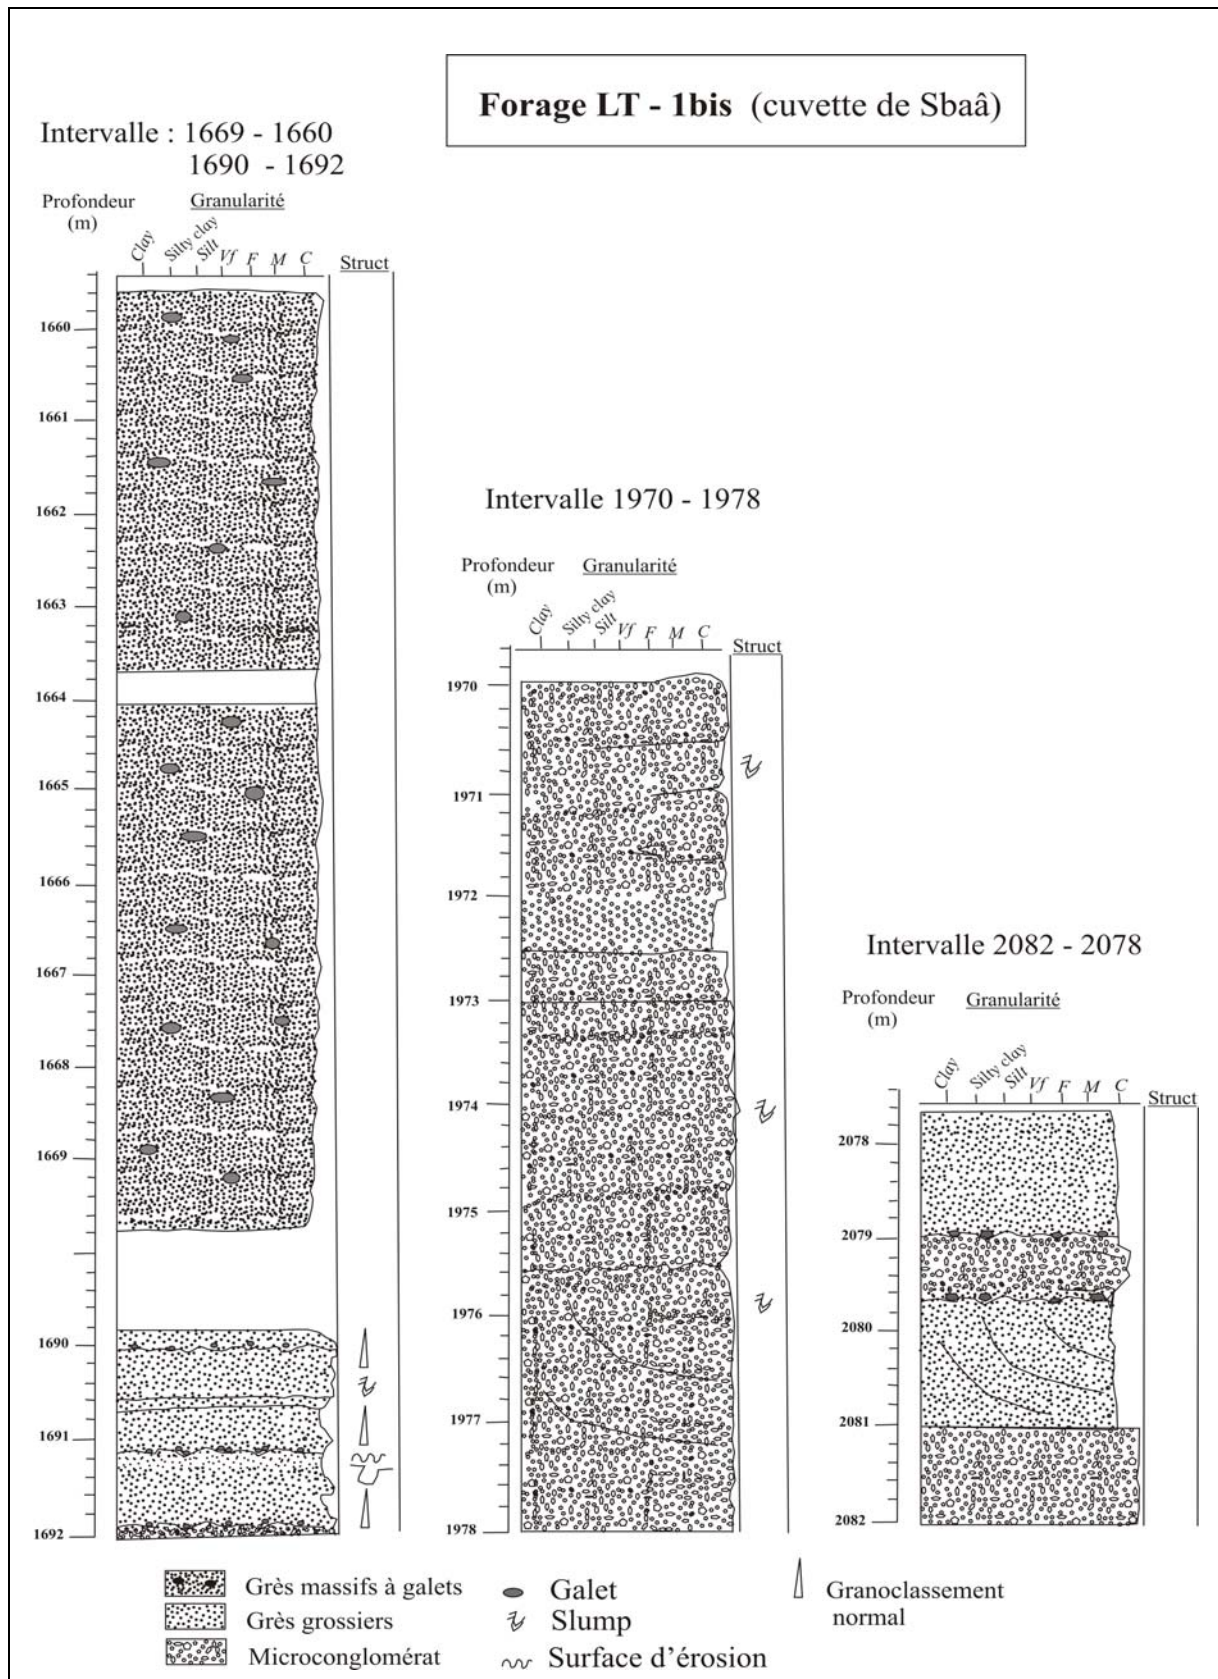 Forage LT - 1bis (cuvette de Sbaâ)
Intervalle : 1669 - 1660
1690 - 1692
Profondeur
(m)
Granularité
Clay
Silty clay
Silt
Vf
F
M
C
Struct
1660
1661
1662
1663
1664
1665
1666
1667
1668
1669
1690
1691
1692
Intervalle 1970 - 1978
Profondeur
(m)
Granularité
Clay
Silty clay
Silt
Vf
F
M
C
Struct
1970
1971
1972
1973
1974
1975
1976
1977
1978
Intervalle 2082 - 2078
Profondeur
(m)
Granularité
Clay
Silty clay
Silt
Vf
F
M
C
Struct
2078
2079
2080
2081
2082
Grès massifs à galets
Grès grossiers
Microconglomérat
Galet
Slump
Surface d'érosion
Granoclassement
normal